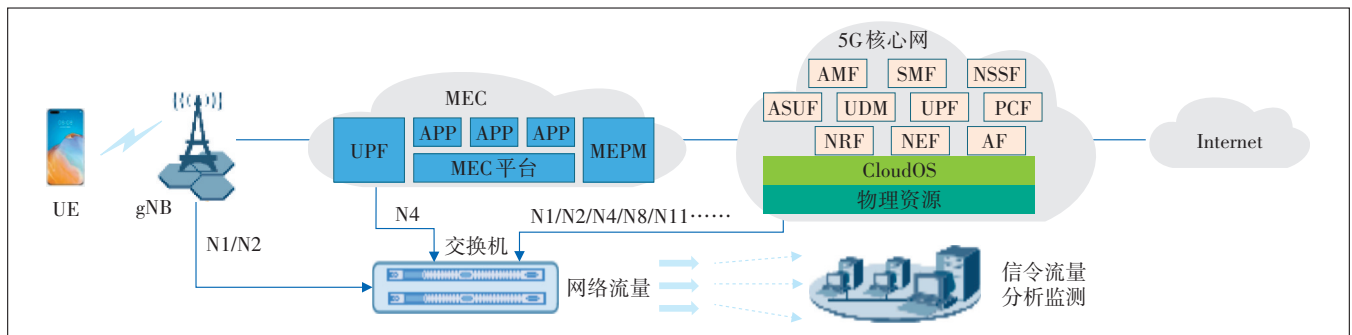 5G核心网
AMF SMF NSSF
MEC
ASUF UDM UPF PCF
APP APP APP
UPF MEPM
NRF NEF AF
Internet
MEC平台
CloudOS
物理资源
UE
gNB
N4
N1/N2/N4/N8/N11……
N1/N2
交换机
网络流量
信令流量
分析监测